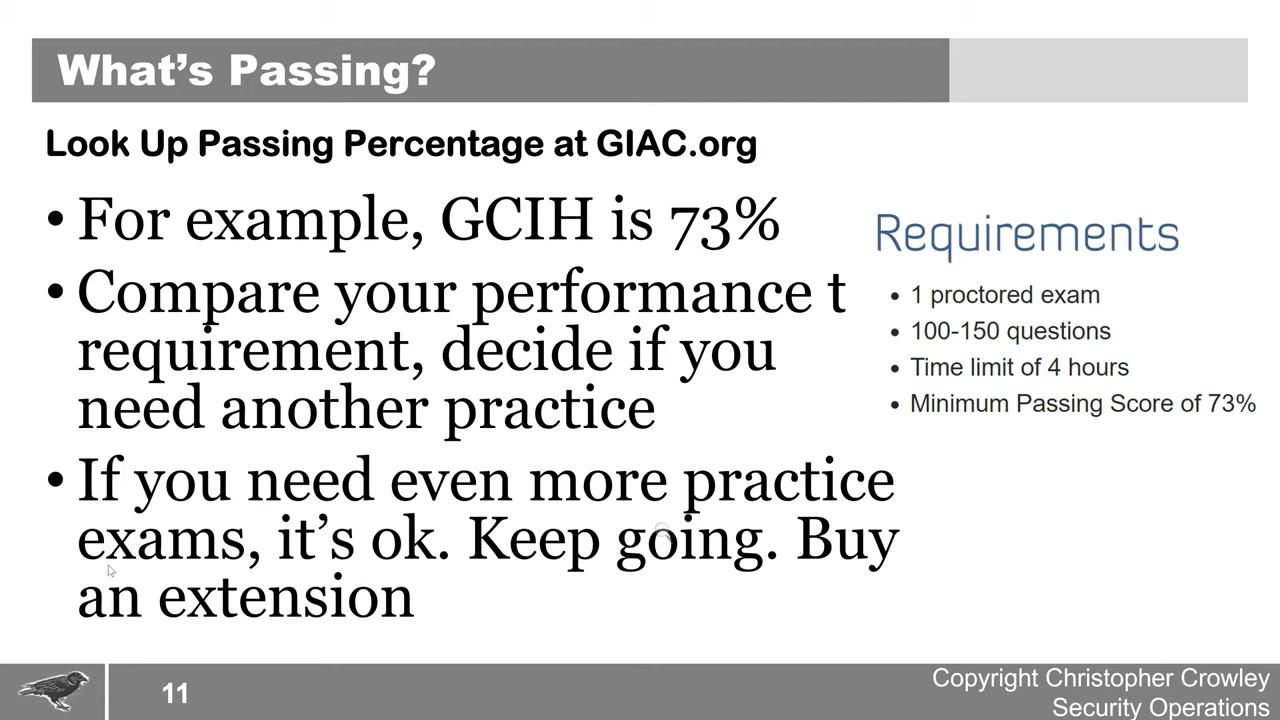 What's Passing?
Look Up Passing Percentage at GIAC.org
• For example, GCIH is 73%
• Compare your performance t
requirement, decide if you
need another practice
• If you need even more practice
exams, it's ok. Keep going. Buy
an extension
Requirements
• 1 proctored exam
• 100-150 questions
• Time limit of 4 hours
• Minimum Passing Score of 73%
11
Copyright Christopher Crowley
Security Operations